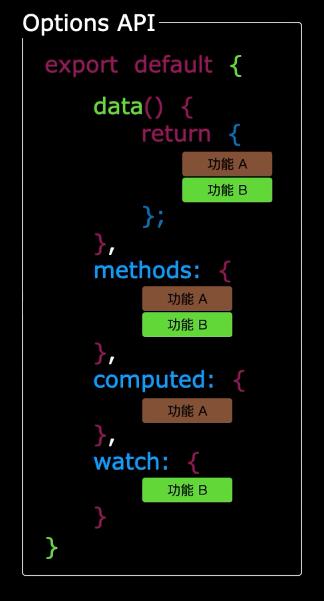 Options API
export default {
data() {
return {
功能 A
功能 B
};
},
methods: {
功能 A
功能 B
},
computed: {
功能 A
},
watch: {
功能 B
}
}